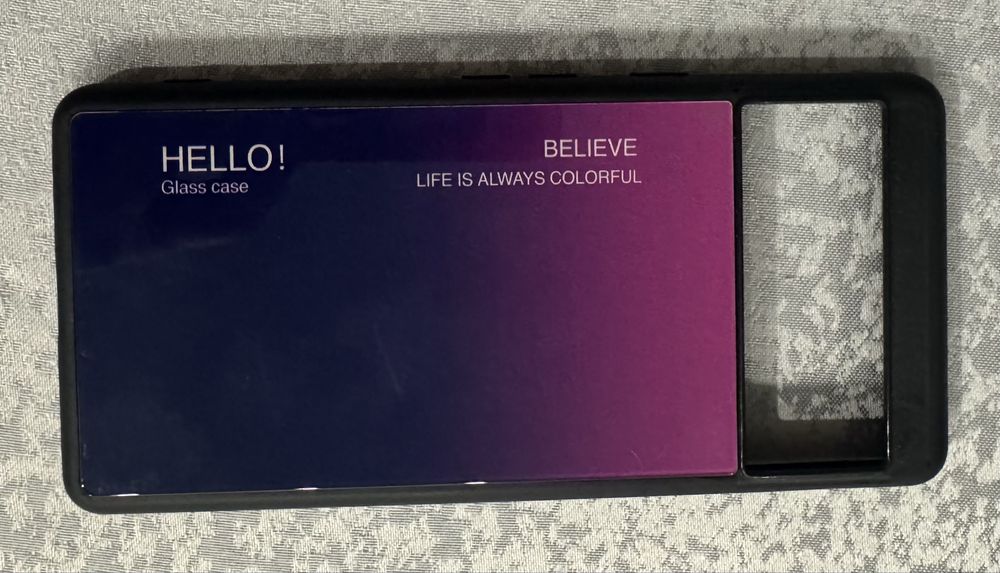 HELLO!
Glass case
BELIEVE
LIFE IS ALWAYS COLORFUL